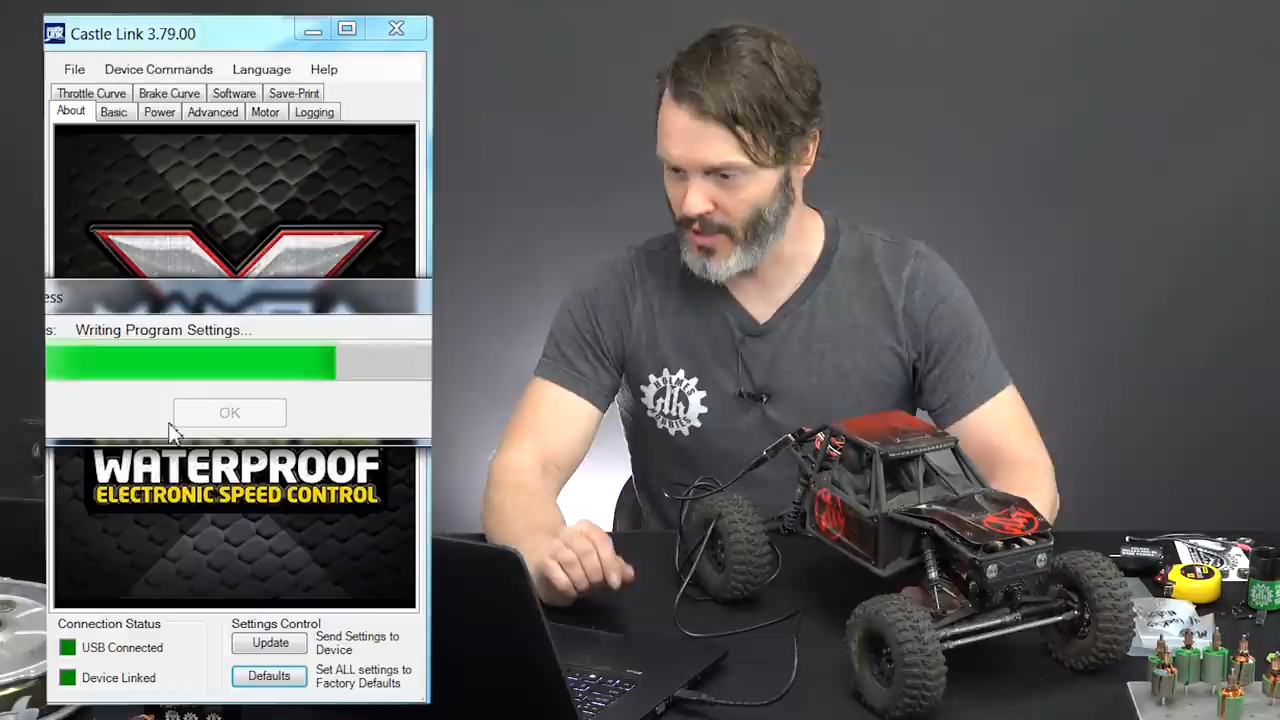 Castle Link 3.79.00
File Device Commands Language Help
Throttle Curve Brake Curve Software Save-Print
About Basic Power Advanced Motor Logging
ess
s: Writing Program Settings...
OK
WATERPROOF
ELECTRONIC SPEED CONTROL
Connection Status
USB Connected
Device Linked
Settings Control
Update Send Settings to
Device
Defaults Set ALL settings to
Factory Defaults
HOLMES
HOBBIES